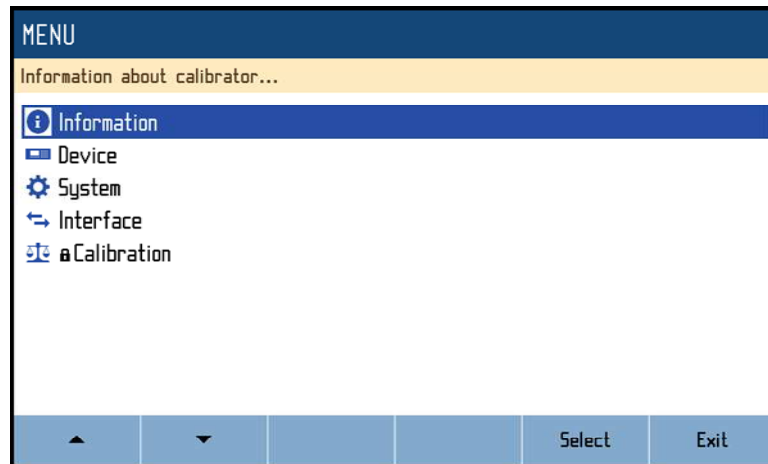 MENU
Information about calibrator...
Information
Device
System
Interface
Calibration
Select Exit